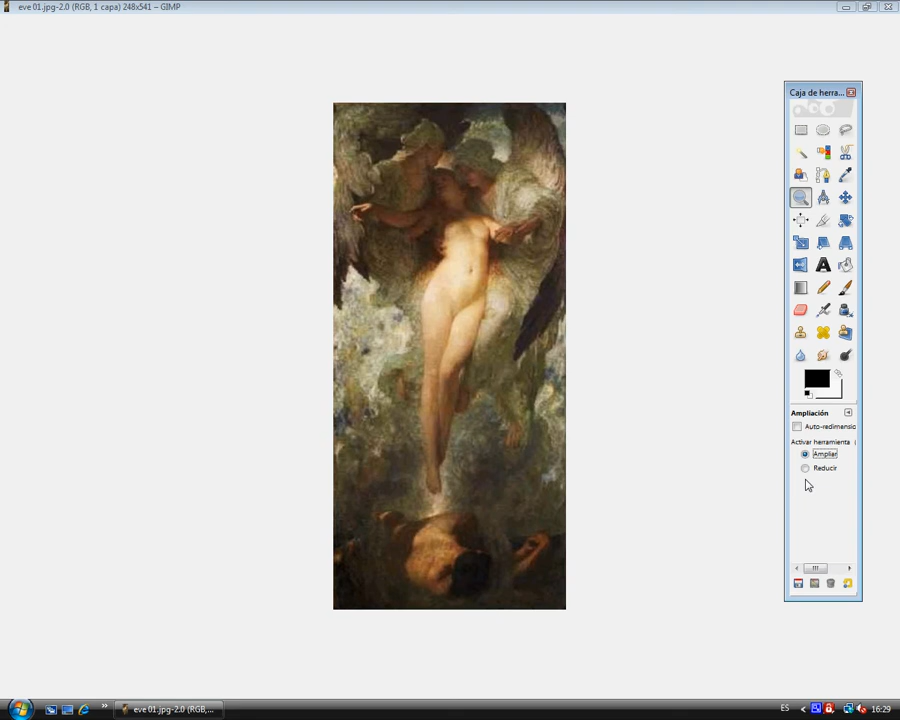 eve 01.jpg-2.0 (RGB, 1 capa) 248x541 – GIMP
Caja de herra...
Ampliación
Auto-redimensic
Activar herramienta (
Ampliar
Reducir
eve 01.jpg-2.0 (RGB,...
ES
16:29